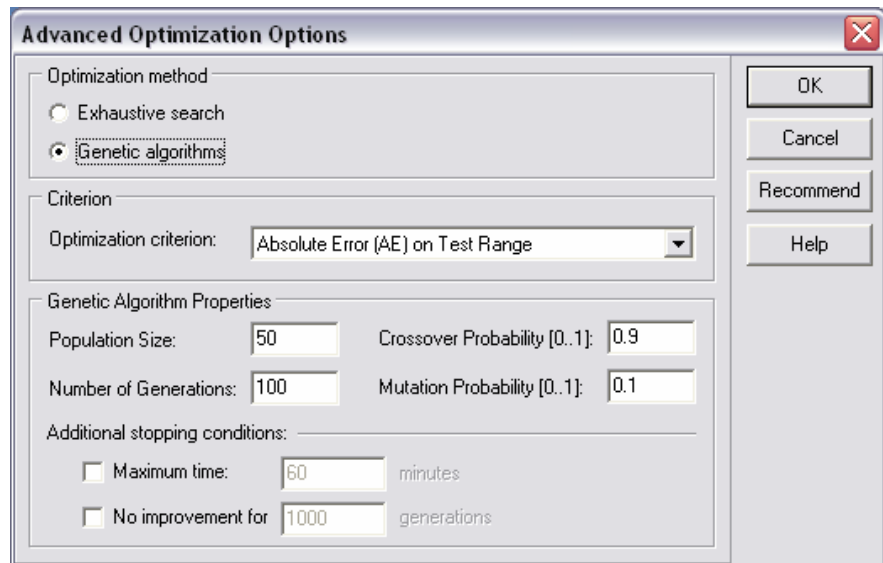 Advanced Optimization Options
Optimization method
Exhaustive search
Genetic algorithms
OK
Cancel
Recommend
Help
Criterion
Optimization criterion: Absolute Error (AE) on Test Range
Genetic Algorithm Properties
Population Size: 50 Crossover Probability [0..1]: 0.9
Number of Generations: 100 Mutation Probability [0..1]: 0.1
Additional stopping conditions:
Maximum time: 60 minutes
No improvement for 1000 generations